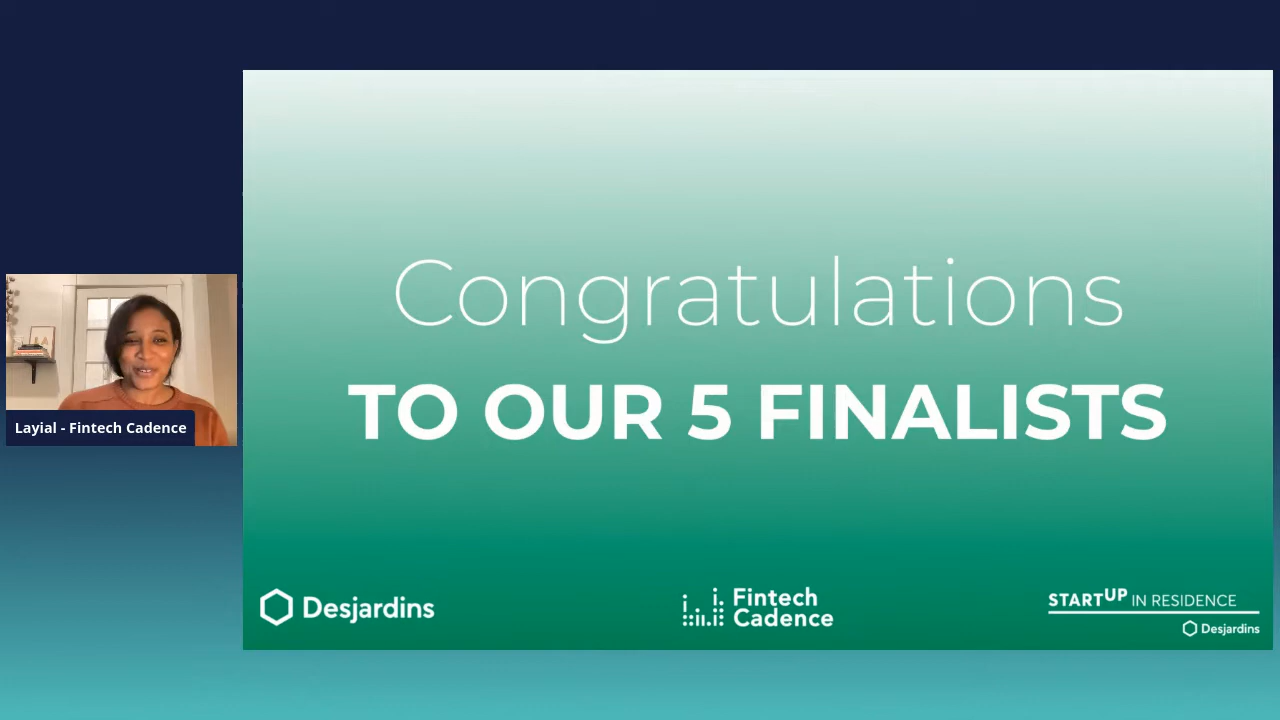 Congratulations
TO OUR 5 FINALISTS
Layial - Fintech Cadence
Desjardins
Fintech
Cadence
STARTUP IN RESIDENCE
Desjardins